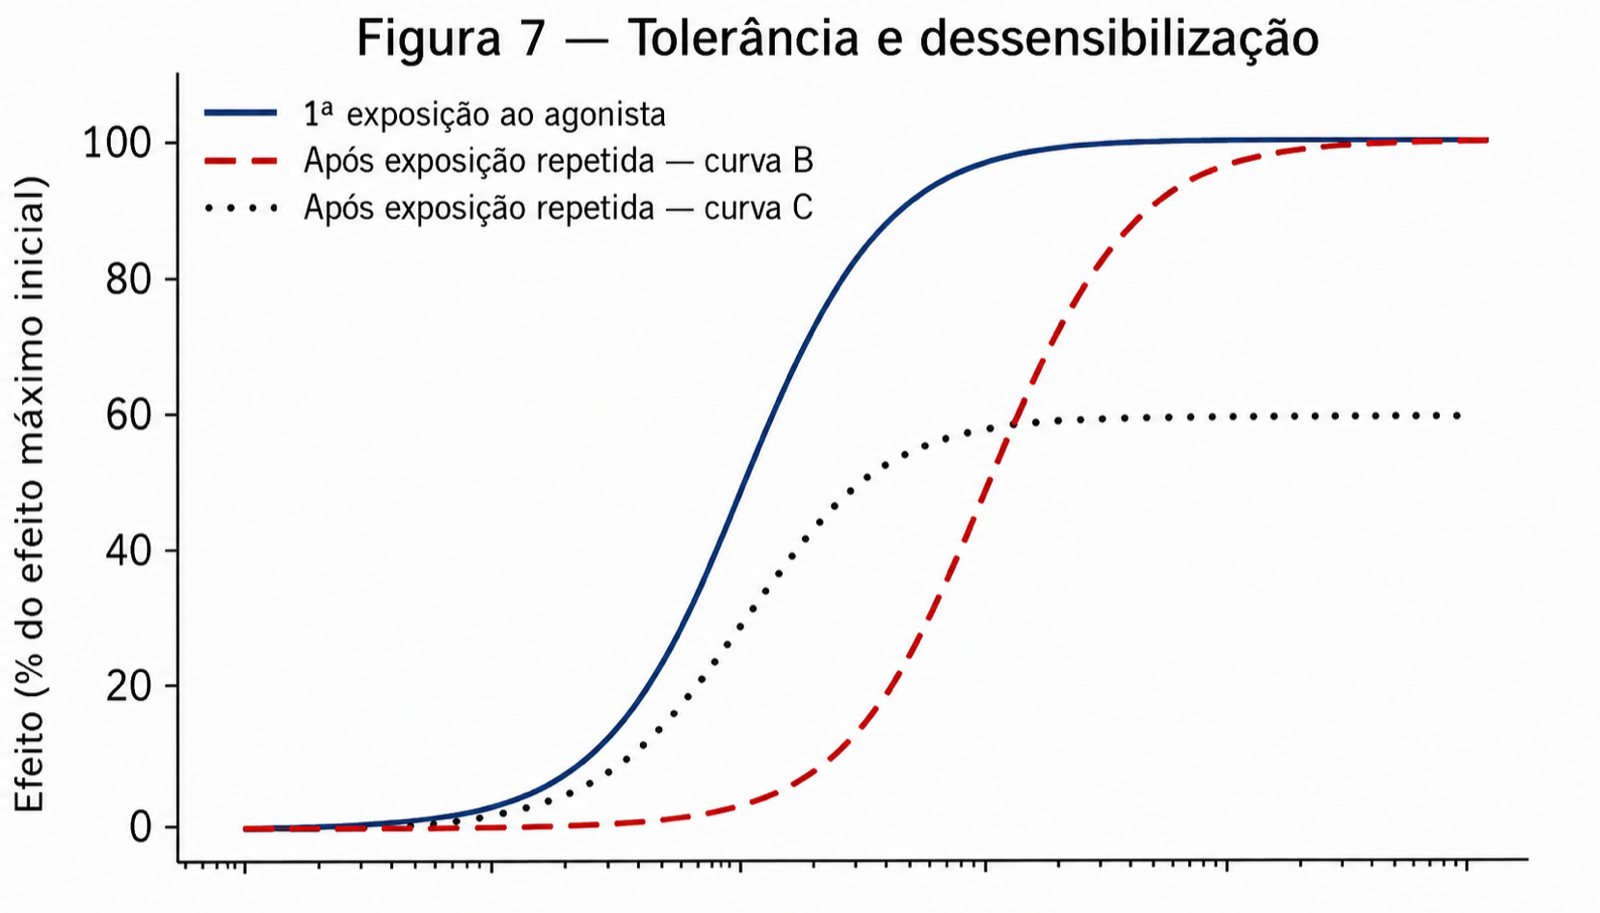 Figura 7 — Tolerância e dessensibilização
1ª exposição ao agonista
Após exposição repetida — curva B
Após exposição repetida — curva C
Efeito (% do efeito máximo inicial)
100
80
60
40
20
0